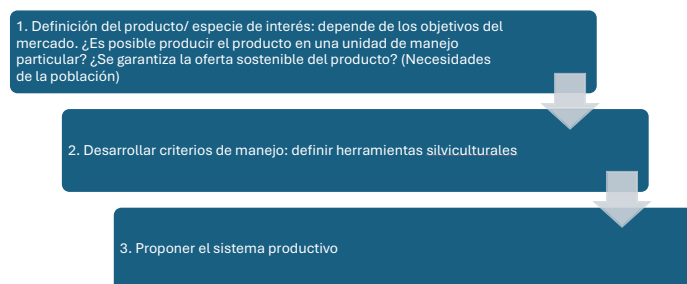 1. Definición del producto/ especie de interés: depende de los objetivos del
mercado. ¿Es posible producir el producto en una unidad de manejo
particular? ¿Se garantiza la oferta sostenible del producto? (Necesidades
de la población)
2. Desarrollar criterios de manejo: definir herramientas silviculturales
3. Proponer el sistema productivo